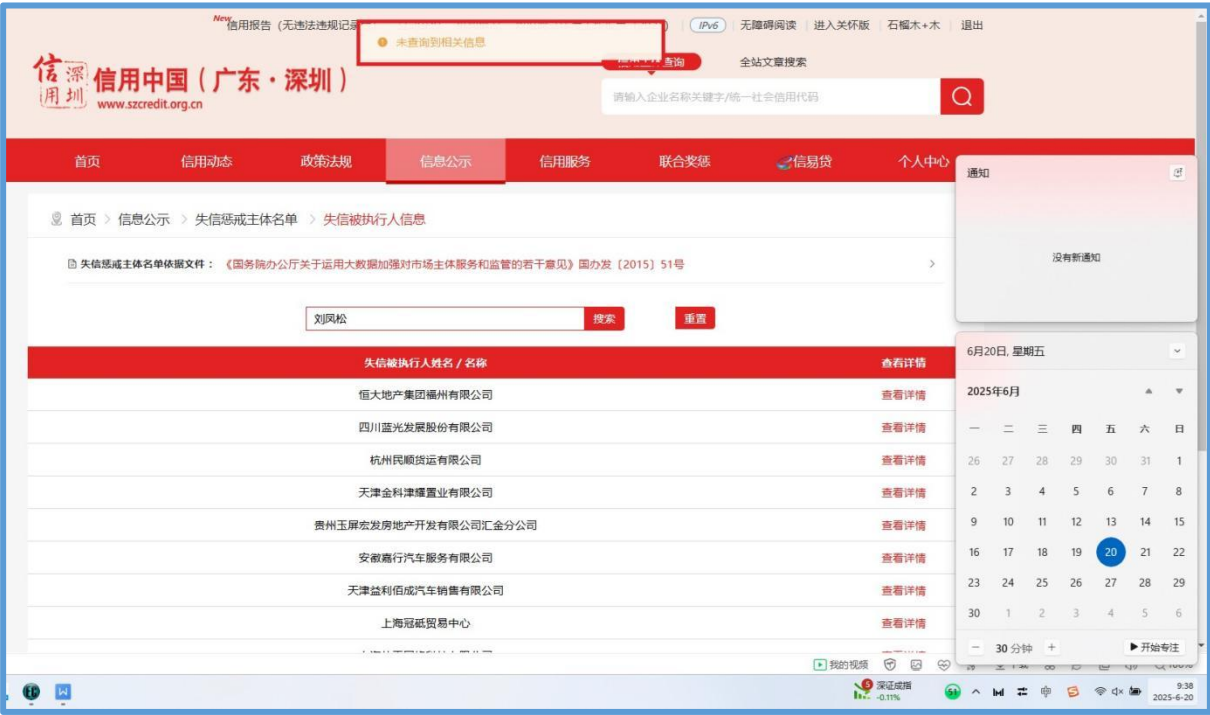 New
信用报告（无违法违规记录
IPv6 无障碍阅读 进入关怀版 石榴木+木 退出
未查询到相关信息
信用深圳
信用中国（广东·深圳）
www.szcredit.org.cn
查询 全站文章搜索
请输入企业名称关键字/统一社会信用代码
首页 信用动态 政策法规 信息公示 信用服务 联合奖惩 信易贷 个人中心
首页 > 信息公示 > 失信惩戒主体名单 > 失信被执行人信息
失信惩戒主体名单依据文件： 《国务院办公厅关于运用大数据加强对市场主体服务和监管的若干意见》国办发〔2015〕51号 >
刘凤松 搜索 重置
失信被执行人姓名 / 名称 查看详情
恒大地产集团福州有限公司 查看详情
四川蓝光发展股份有限公司 查看详情
杭州民顺货运有限公司 查看详情
天津金科津耀置业有限公司 查看详情
贵州玉屏宏发房地产开发有限公司汇金分公司 查看详情
安徽嘉行汽车服务有限公司 查看详情
天津益利佰成汽车销售有限公司 查看详情
上海冠砥贸易中心 查看详情
通知
没有新通知
6月20日, 星期五
2025年6月
一 二 三 四 五 六 日
26 27 28 29 30 31 1
2 3 4 5 6 7 8
9 10 11 12 13 14 15
16 17 18 19 20 21 22
23 24 25 26 27 28 29
30 1 2 3 4 5 6
30 分钟 开始专注
我的视频
5 深证成指
-0.11%
51
中
9:38
2025-6-20